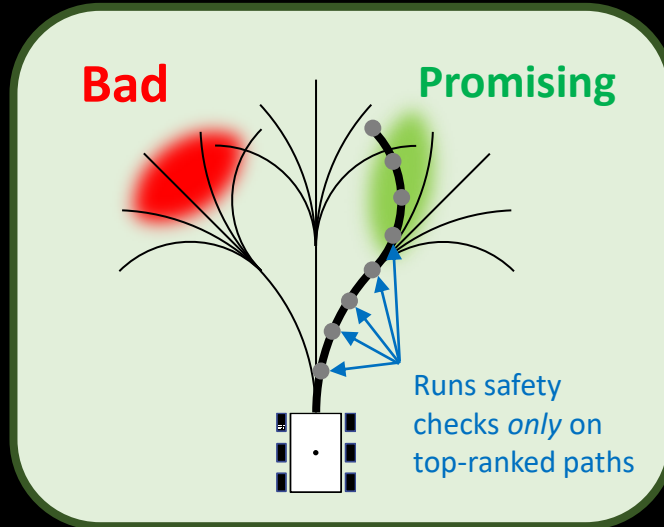 Bad
Promising
Runs safety
checks only on
top-ranked paths